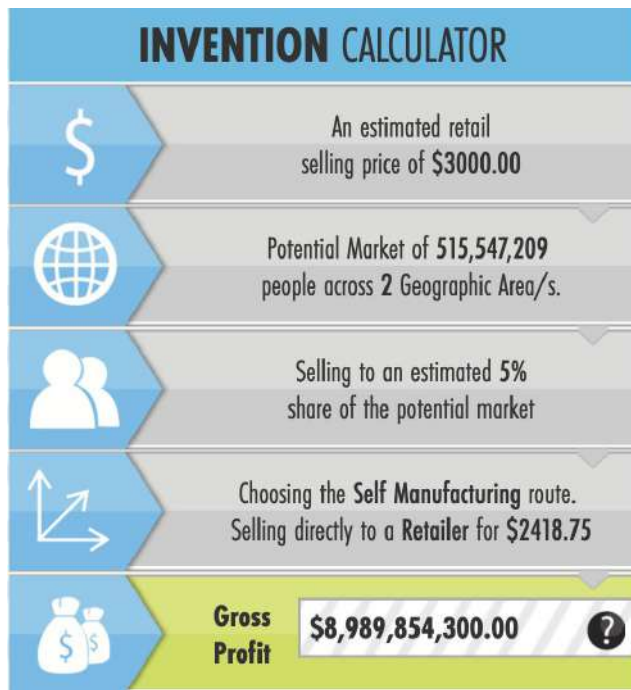 INVENTION CALCULATOR
$
An estimated retail
selling price of $3000.00
Potential Market of 515,547,209
people across 2 Geographic Area/s.
Selling to an estimated 5%
share of the potential market
Choosing the Self Manufacturing route.
Selling directly to a Retailer for $2418.75
$ $
Gross
Profit
$8,989,854,300.00 ?